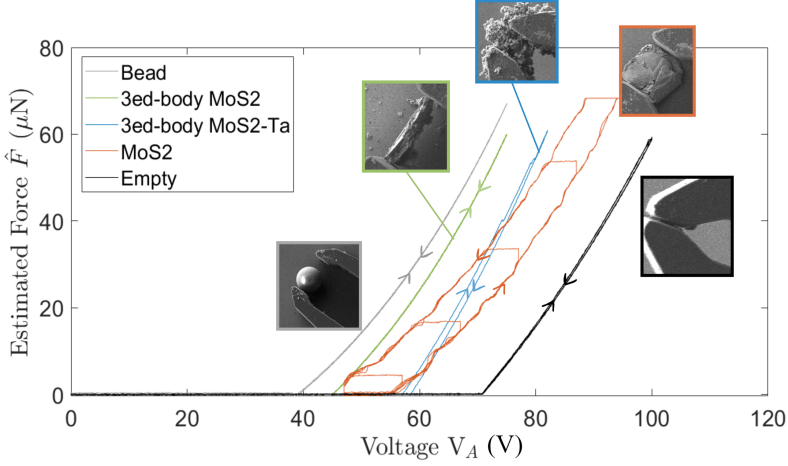 80
60
40
20
0
Estimated Force F̂ (μN)
Bead
3ed-body MoS2
3ed-body MoS2-Ta
MoS2
Empty
0 20 40 60 80 100 120
Voltage V_A (V)